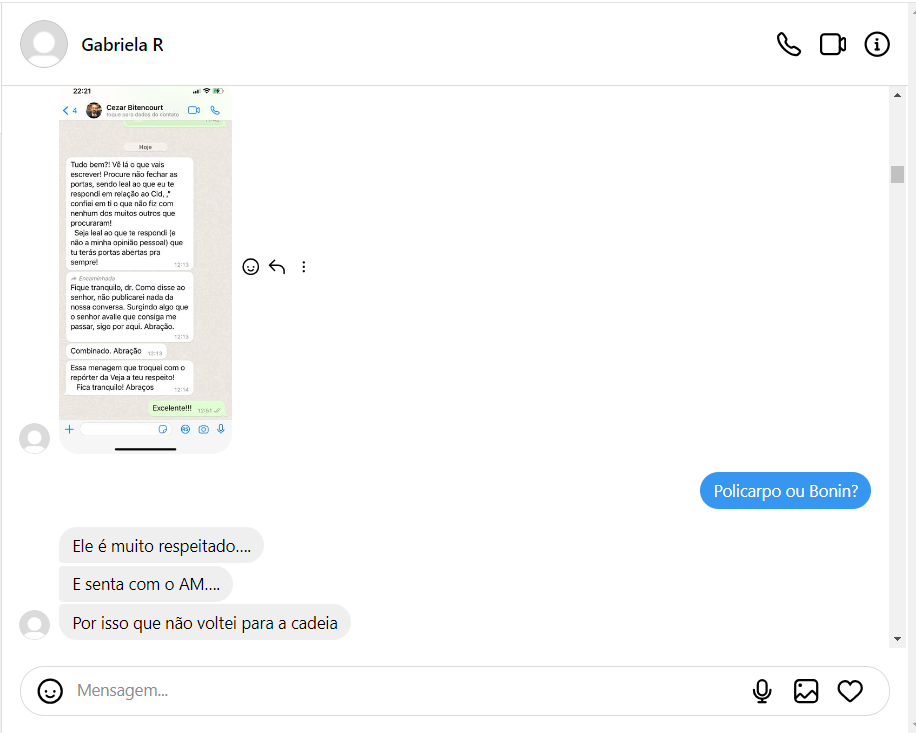 Gabriela R
22:21
4
Cezar Bitencourt
toque para dados do contato
Hoje
Tudo bem?! Vê lá o que vais
escrever! Procure não fechar as
portas, sendo leal ao que eu te
respondi em relação ao Cid, ,"
confiei em ti o que não fiz com
nenhum dos muitos outros que
procuraram!
Seja leal ao que te respondi (e
não a minha opinião pessoal) que
tu terás portas abertas pra
sempre!
12:13
Encaminhada
Fique tranquilo, dr. Como disse ao
senhor, não publicarei nada da
nossa conversa. Surgindo algo que
o senhor avalie que consiga me
passar, sigo por aqui. Abração.
12:13
Combinado. Abração 12:13
Essa menagem que troquei com o
repórter da Veja a teu respeito!
Fica tranquilo! Abraços 12:14
Excelente!!! 12:51
Policarpo ou Bonin?
Ele é muito respeitado....
E senta com o AM....
Por isso que não voltei para a cadeia
Mensagem...